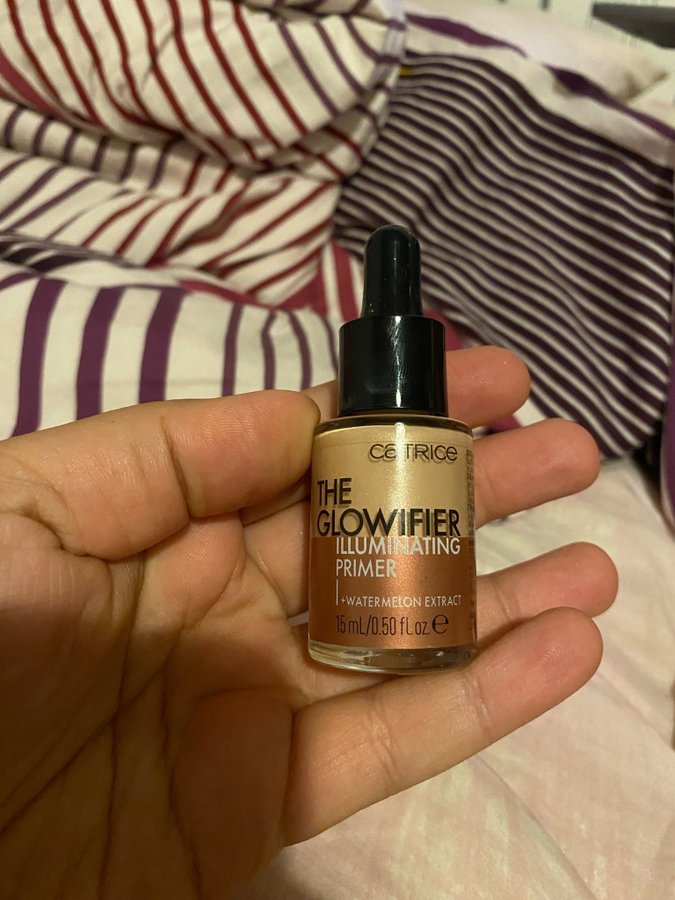 CATRICE
THE
GLOWIFIER
ILLUMINATING
PRIMER
+WATERMELON EXTRACT
15 mL/0.50 fl. oz. ℮